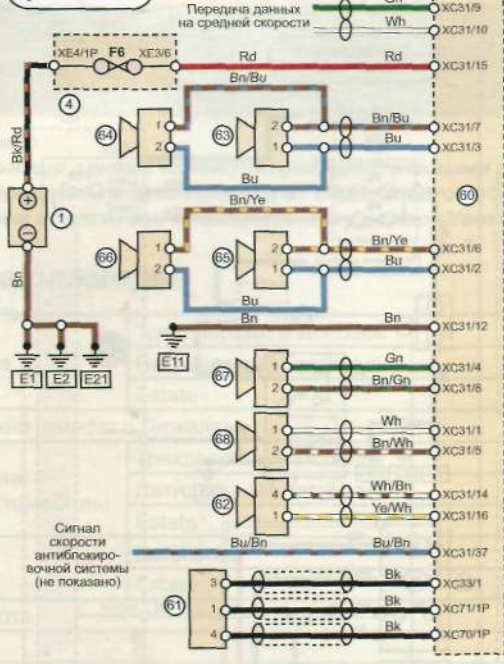 Передача данных
на средней скорости
Gn
XC31/9
Wh
XC31/10
XE4/1P F6 XE3/6
Rd
Rd
XC31/15
4
Bn/Bu
64
1
2
63
2
1
Bn/Bu
XC31/7
Bu
XC31/3
Bu
Bk/Rd
60
1
+
−
Bn/Ye
66
1
2
65
2
1
Bn/Ye
XC31/6
Bu
XC31/2
Bu
Bn
Bn
Bn
XC31/12
E1 E2 E21
E11
67
1
2
Gn
XC31/4
Bn/Gn
XC31/8
68
1
2
Wh
XC31/1
Bn/Wh
XC31/5
62
4
1
Wh/Bn
XC31/14
Ye/Wh
XC31/16
Сигнал
скорости
антиблокиро-
вочной системы
(не показано)
Bu/Bn
Bu/Bn
XC31/37
61
3
1
4
Bk
XC33/1
Bk
XC71/1P
Bk
XC70/1P